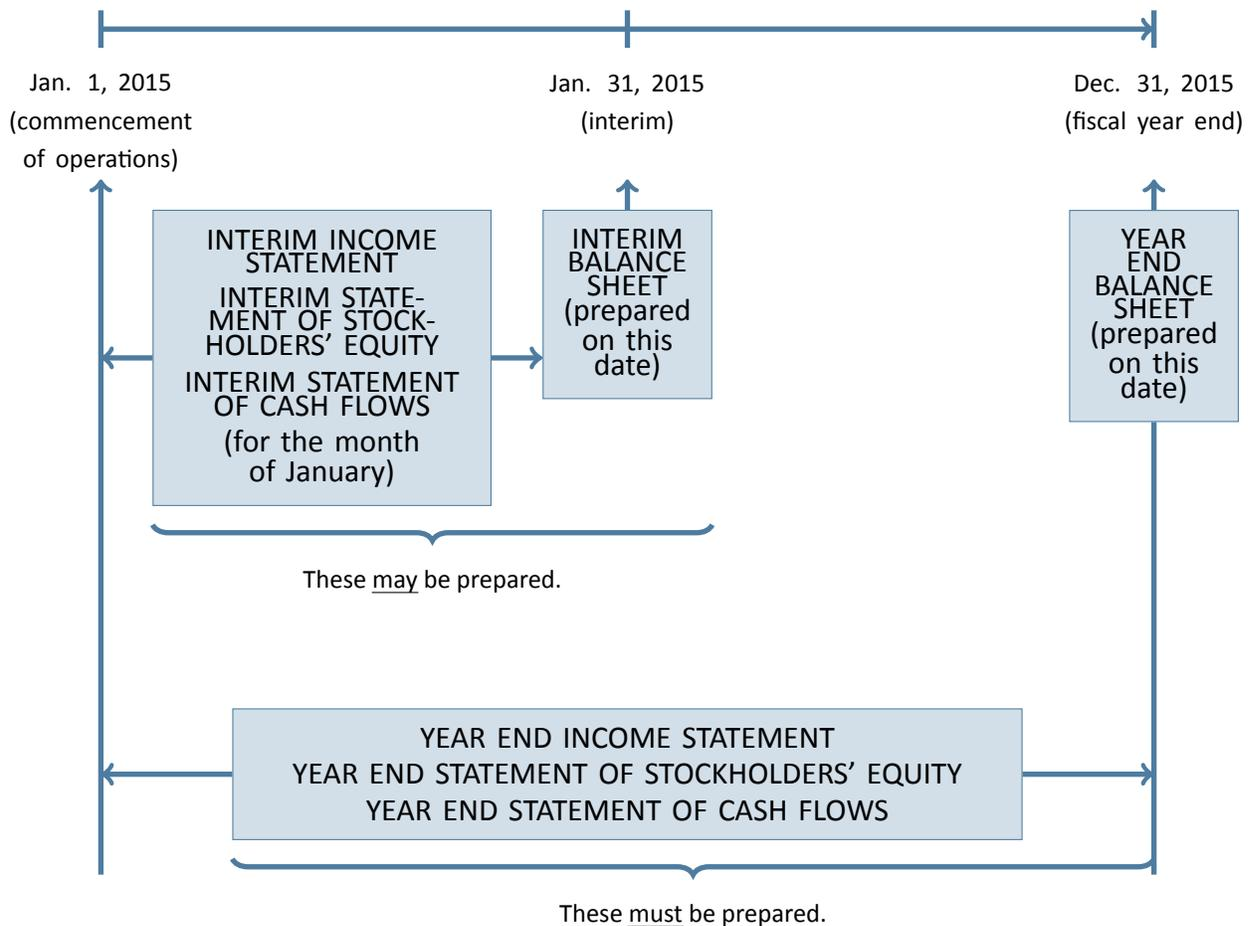 Jan. 1, 2015
(commencement
of operations)
Jan. 31, 2015
(interim)
Dec. 31, 2015
(fiscal year end)
INTERIM INCOME
STATEMENT
INTERIM STATE-
MENT OF STOCK-
HOLDERS’ EQUITY
INTERIM STATEMENT
OF CASH FLOWS
(for the month
of January)
INTERIM
BALANCE
SHEET
(prepared
on this
date)
YEAR
END
BALANCE
SHEET
(prepared
on this
date)
These may be prepared.
YEAR END INCOME STATEMENT
YEAR END STATEMENT OF STOCKHOLDERS’ EQUITY
YEAR END STATEMENT OF CASH FLOWS
These must be prepared.